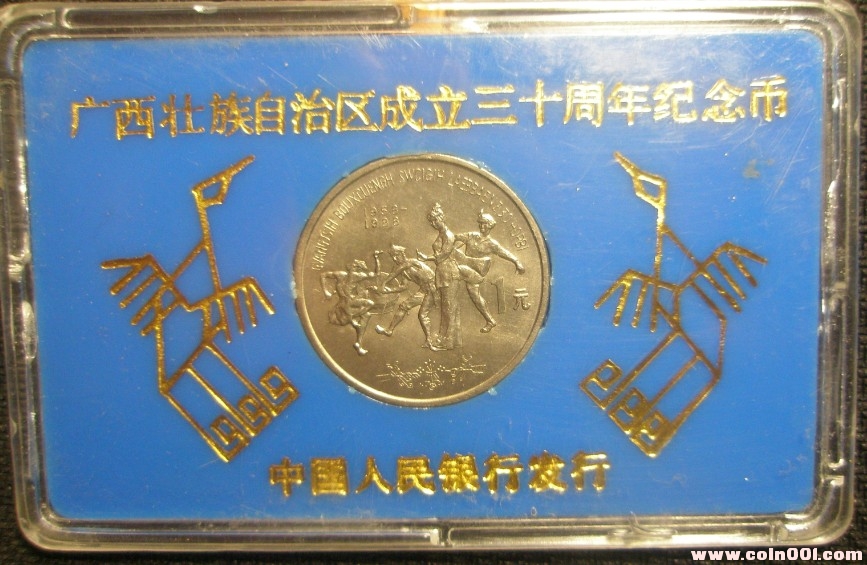 广西壮族自治区成立三十周年纪念币
1958-
1988
1元
中国人民银行发行
www.coin001.com